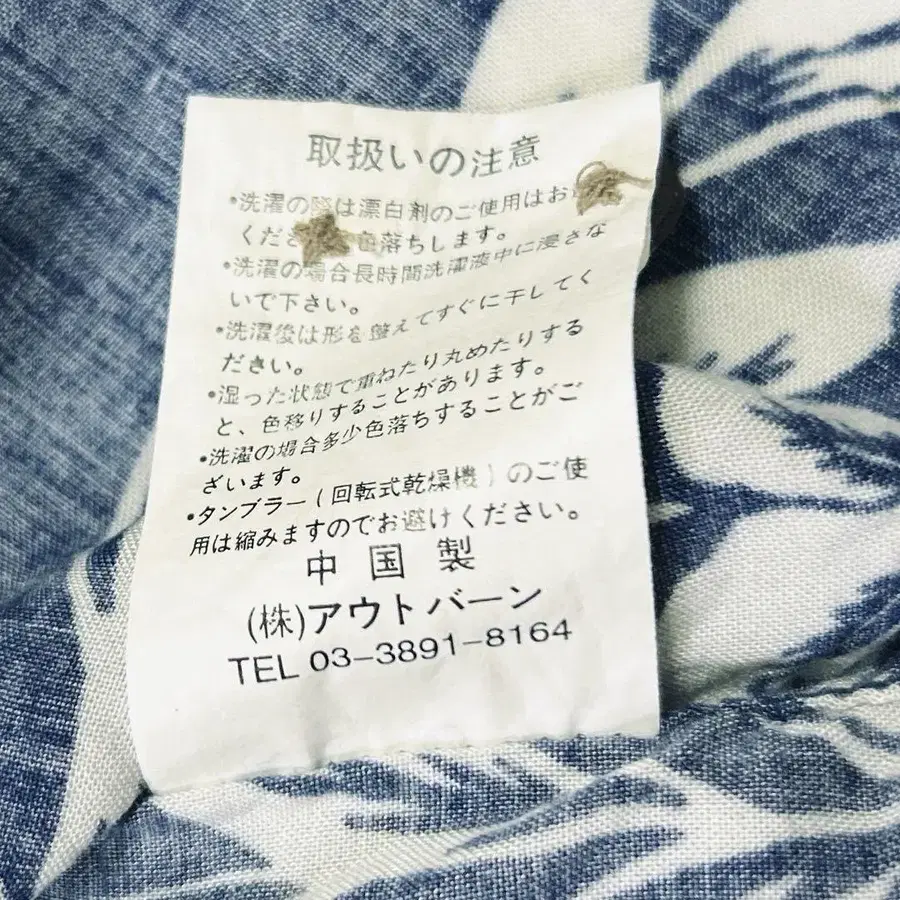 取扱いの注意
•洗濯の際は漂白剤のご使用はお
くださ 色落ちします。
•洗濯の場合長時間洗濯液中に浸さな
いで下さい。
•洗濯後は形を整えてすぐに干してく
ださい。
•湿った状態で重ねたり丸めたりする
と、色移りすることがあります。
•洗濯の場合多少色落ちすることがご
ざいます。
•タンブラー(回転式乾燥機)のご使
用は縮みますのでお避けください。
中国製
(株)アウトバーン
TEL 03-3891-8164